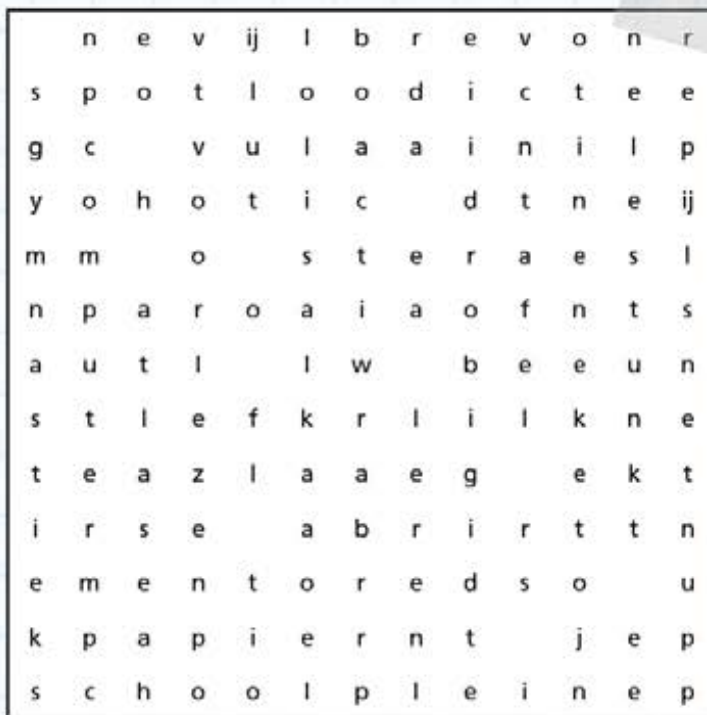 n e v ij l b r e v o n r
s p o t l o o d i c t e e
g c v u l a a i n i l p
y o h o t i c d t n e ij
m m o s t e r a e s l
n p a r o a i a o f n t s
a u t l l w b e e u n
s t l e f k r l i l k n e
t e a z l a a e g e k t
i r s e a b r i r t t n
e m e n t o r e d s o u
k p a p i e r n t j e p
s c h o o l p l e i n e p